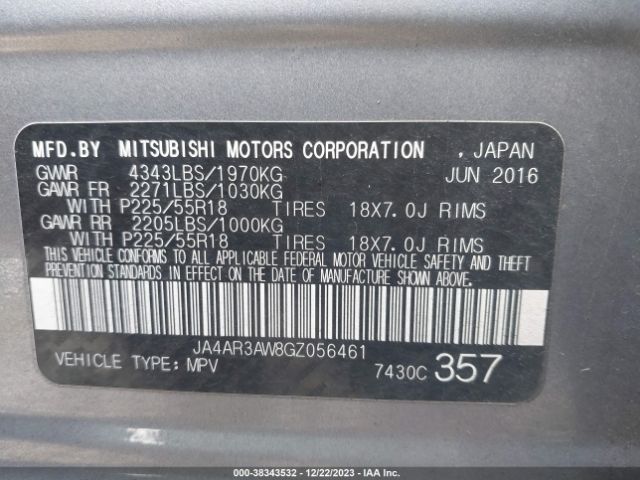 MFD.BY MITSUBISHI MOTORS CORPORATION , JAPAN
GVWR 4343LBS/1970KG JUN 2016
GAWR FR 2271LBS/1030KG
WITH P225/55R18 TIRES 18X7.0J RIMS
GAWR RR 2205LBS/1000KG
WITH P225/55R18 TIRES 18X7.0J RIMS
THIS VEHICLE CONFORMS TO ALL APPLICABLE FEDERAL MOTOR VEHICLE SAFETY AND THEFT
PREVENTION STANDARDS IN EFFECT ON THE DATE OF MANUFACTURE SHOWN ABOVE.
JA4AR3AW8GZ056461
VEHICLE TYPE: MPV 7430C 357
© - 38343532 - 12/22/2023 - IAA Inc.